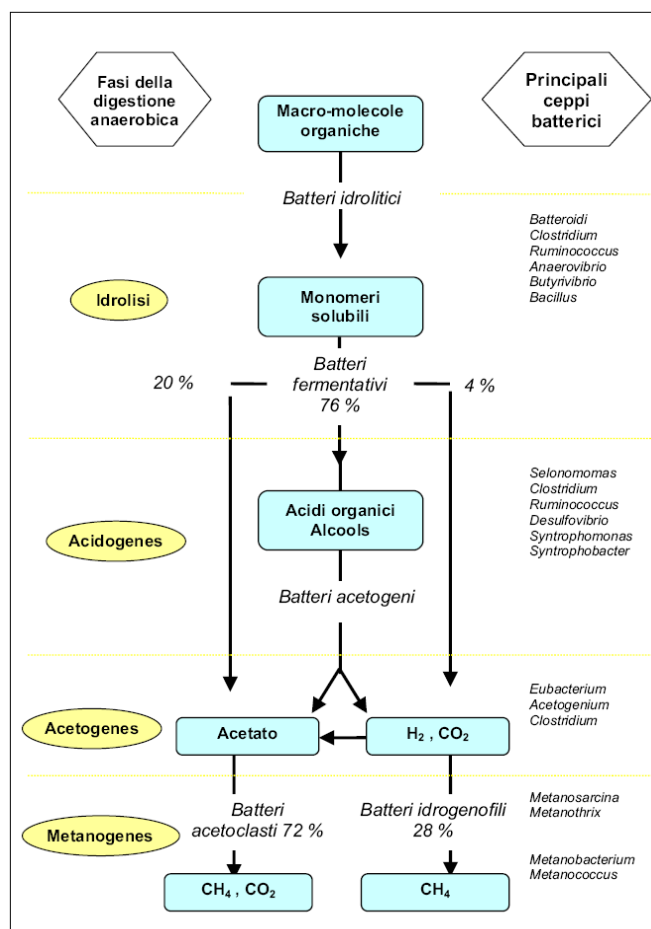 Fasi della
digestione
anaerobica
Principali
ceppi
batterici
Macro-molecole
organiche
Batteri idrolitici
Batteroidi
Clostridium
Ruminococcus
Anaerovibrio
Butyrivibrio
Bacillus
Idrolisi
Monomeri
solubili
Batteri
20 %
fermentativi
4 %
76 %
Selonomomas
Clostridium
Ruminococcus
Desulfovibrio
Syntrophomonas
Syntrophobacter
Acidogenes
Acidi organici
Alcools
Batteri acetogeni
Eubacterium
Acetogenium
Clostridium
Acetogenes
Acetato
H2 , CO2
Metanogenes
Batteri
acetoclasti 72 %
Batteri idrogenofili
28 %
Metanosarcina
Metanothrix
Metanobacterium
Metanococcus
CH4 , CO2
CH4